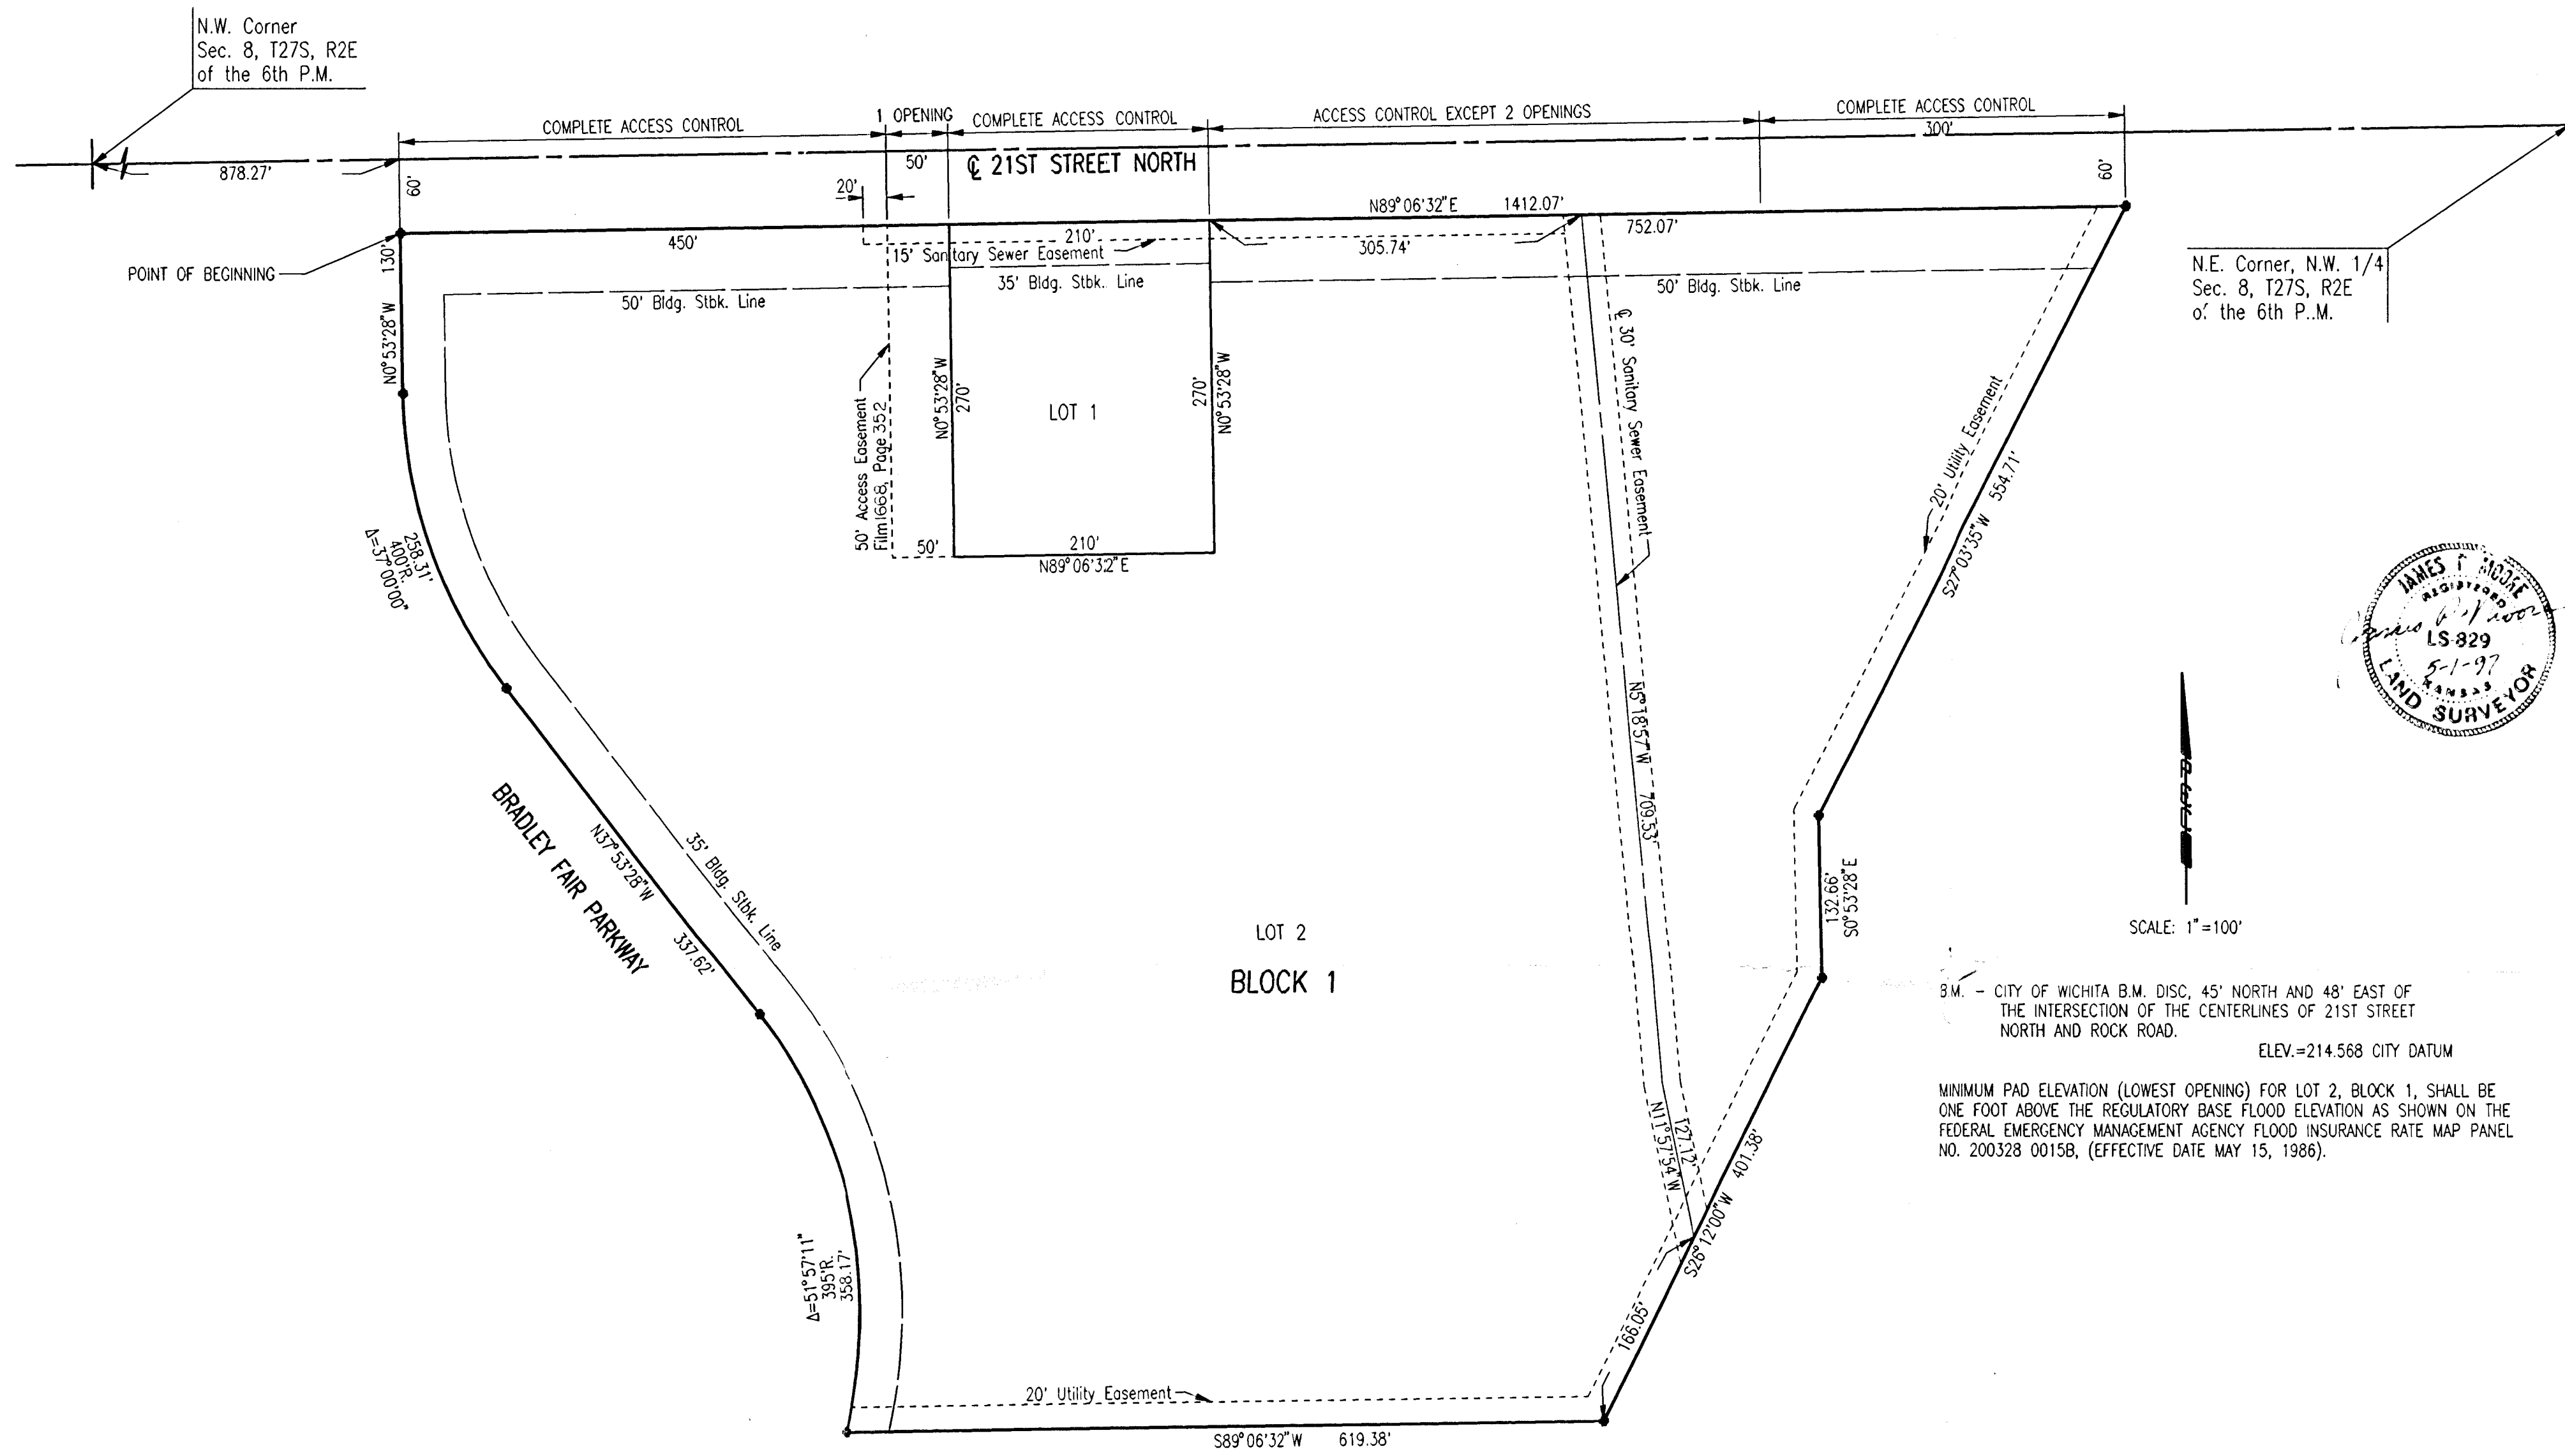 N.W. Corner
Sec. 8, T27S, R2E
of the 6th P.M.
COMPLETE ACCESS CONTROL
1 OPENING
COMPLETE ACCESS CONTROL
ACCESS CONTROL EXCEPT 2 OPENINGS
COMPLETE ACCESS CONTROL
300'
878.27'
60'
50'
℄ 21ST STREET NORTH
60'
20'
N89°06'32"E 1412.07'
450'
210'
305.74'
752.07'
POINT OF BEGINNING
130'
N0°53'28"W
15' Sanitary Sewer Easement
35' Bldg. Stbk. Line
50' Bldg. Stbk. Line
50' Bldg. Stbk. Line
N.E. Corner, N.W. 1/4
Sec. 8, T27S, R2E
of the 6th P..M.
50' Access Easement
Film1668, Page 352
N0°53'28"W
270'
LOT 1
270'
N0°53'28"W
℄ 30' Sanitary Sewer Easement
20' Utility Easement
S27°03'35"W 554.71'
50'
210'
N89°06'32"E
258.31'
400'R.
Δ=37°00'00"
JAMES F. MOORE
REGISTERED
LS-829
5-1-97
KANSAS
LAND SURVEYOR
N5°18'57"W 709.53'
BRADLEY FAIR PARKWAY
N37°53'28"W
337.62'
35' Bldg. Stbk. Line
132.66'
S0°53'28"E
LOT 2
BLOCK 1
SCALE: 1"=100'
B.M. - CITY OF WICHITA B.M. DISC, 45' NORTH AND 48' EAST OF
THE INTERSECTION OF THE CENTERLINES OF 21ST STREET
NORTH AND ROCK ROAD.
ELEV.=214.568 CITY DATUM
MINIMUM PAD ELEVATION (LOWEST OPENING) FOR LOT 2, BLOCK 1, SHALL BE
ONE FOOT ABOVE THE REGULATORY BASE FLOOD ELEVATION AS SHOWN ON THE
FEDERAL EMERGENCY MANAGEMENT AGENCY FLOOD INSURANCE RATE MAP PANEL
NO. 200328 0015B, (EFFECTIVE DATE MAY 15, 1986).
N11°57'54"W
127.12'
S26°12'00"W 401.38'
166.05'
Δ=51°57'11"
395'R.
358.17'
20' Utility Easement
S89°06'32"W 619.38'